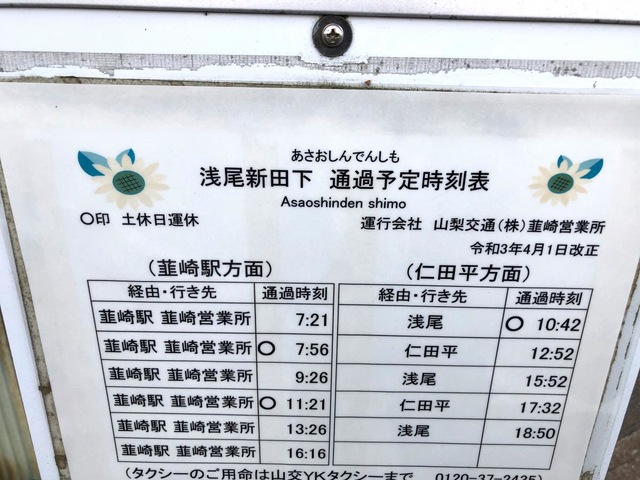 あさおしんでんしも
浅尾新田下 通過予定時刻表
Asaoshinden shimo
〇印 土休日運休
運行会社 山梨交通(株)韮崎営業所
令和3年4月1日改正
(韮崎駅方面)
経由・行き先 通過時刻
韮崎駅 韮崎営業所 7:21
韮崎駅 韮崎営業所 〇 7:56
韮崎駅 韮崎営業所 9:26
韮崎駅 韮崎営業所 〇 11:21
韮崎駅 韮崎営業所 13:26
韮崎駅 韮崎営業所 16:16
(仁田平方面)
経由・行き先 通過時刻
浅尾 〇 10:42
仁田平 12:52
浅尾 15:52
仁田平 17:32
浅尾 18:50
(タクシーのご用命は山交YKタクシーまで 0120-37-2435)